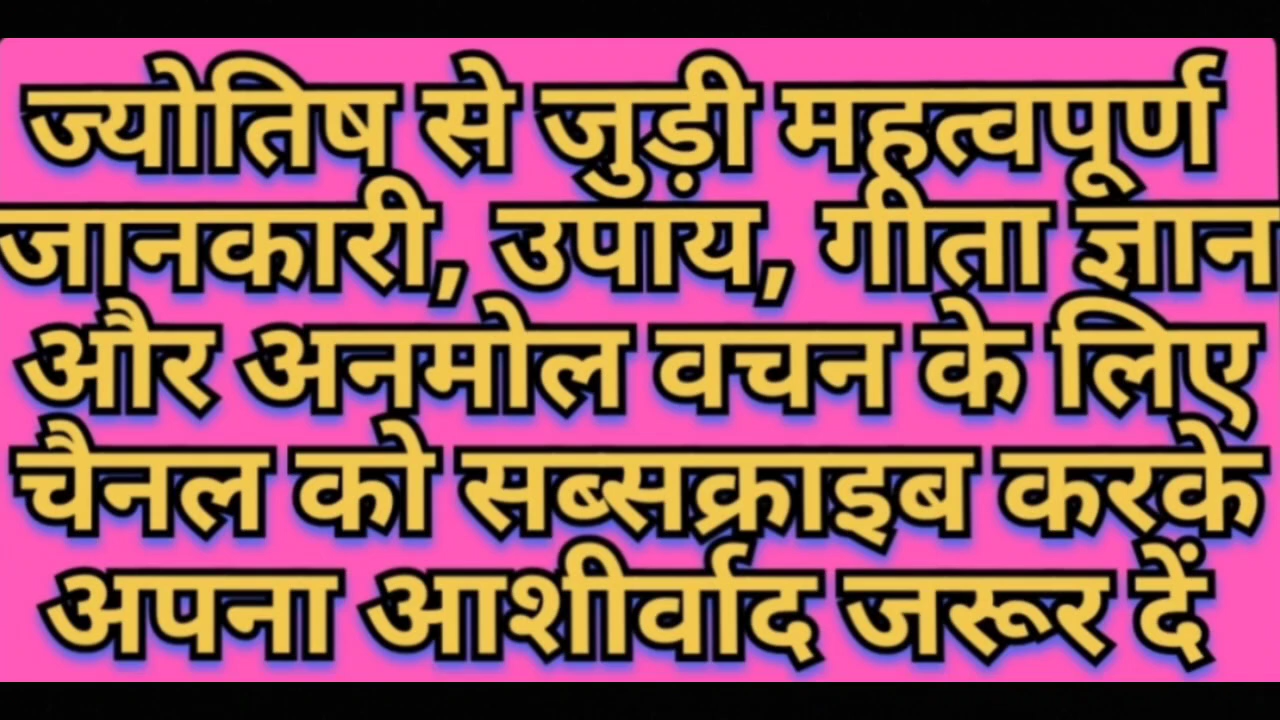 ज्योतिष से जुड़ी महत्वपूर्ण
जानकारी, उपाय, गीता ज्ञान
और अनमोल वचन के लिए
चैनल को सब्सक्राइब करके
अपना आशीर्वाद जरूर दें